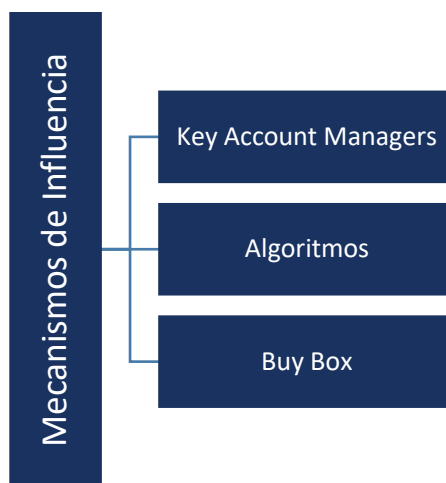 Mecanismos de Influencia
Key Account Managers
Algoritmos
Buy Box